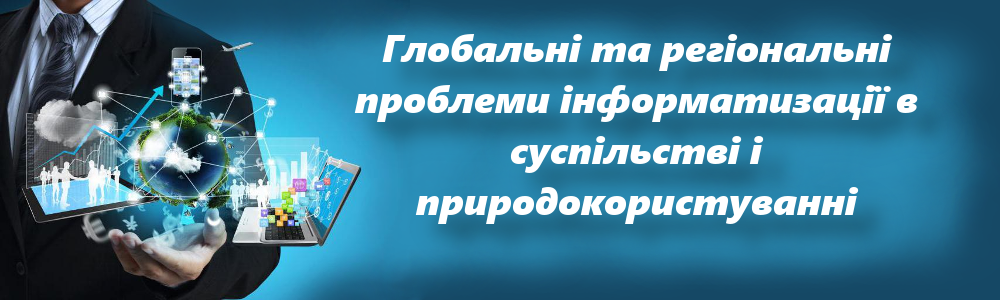 Глобальні та регіональні
проблеми інформатизації в
суспільстві і
природокористуванні